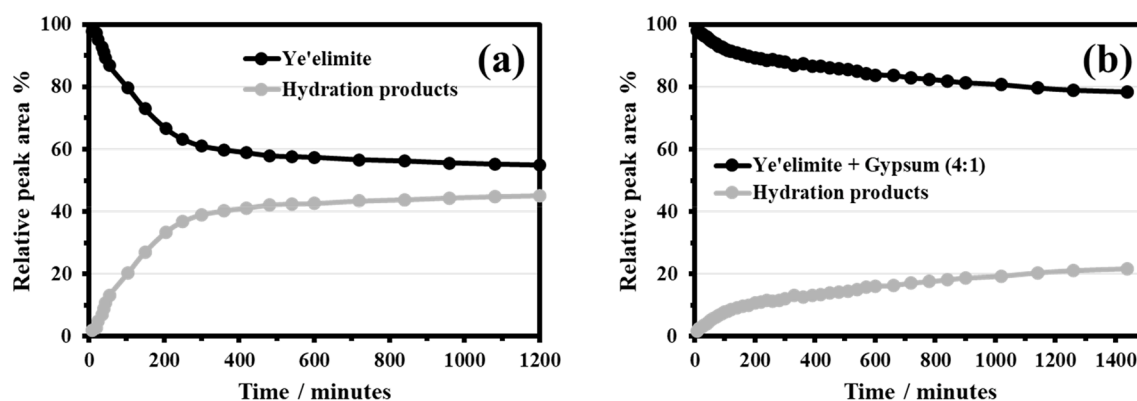 (a)
Relative peak area %
100
80
60
40
20
0
Ye'elimite
Hydration products
0 200 400 600 800 1000 1200
Time / minutes
(b)
Relative peak area %
100
80
60
40
20
0
Ye'elimite + Gypsum (4:1)
Hydration products
0 200 400 600 800 1000 1200 1400
Time / minutes